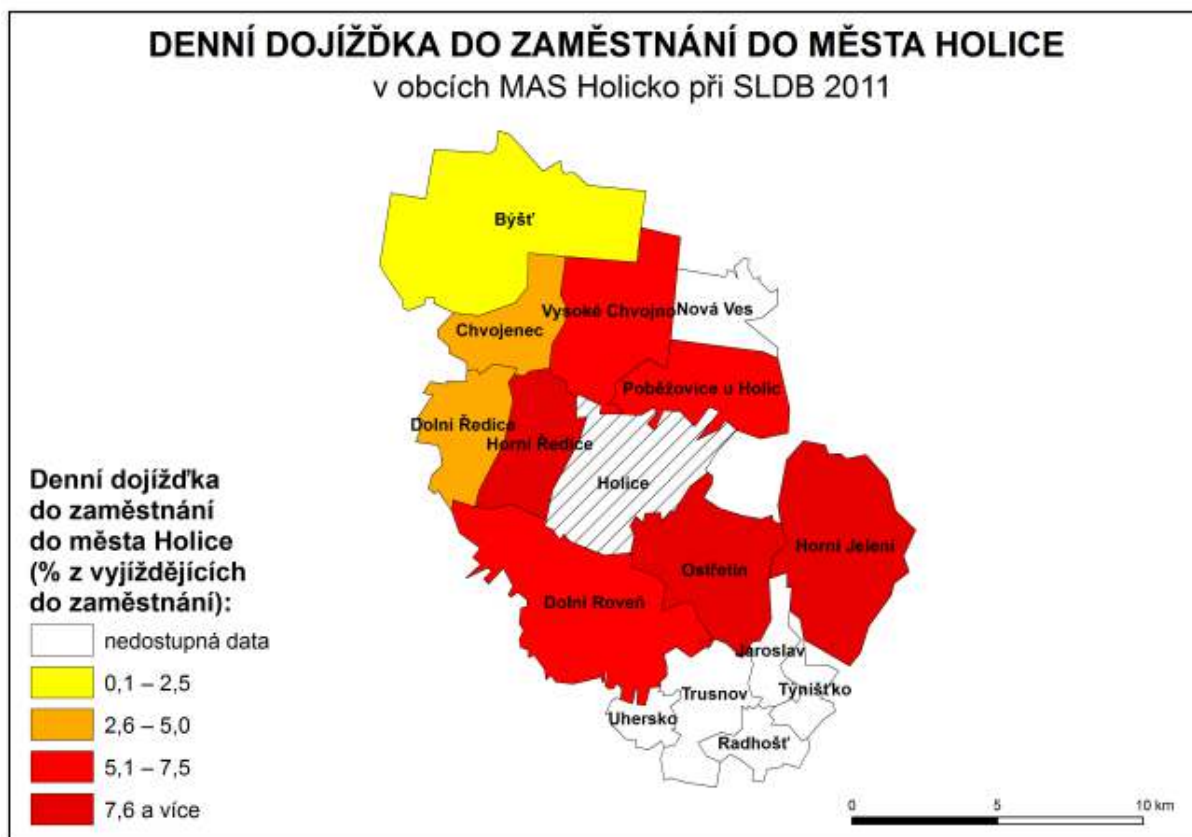 DENNÍ DOJÍŽĎKA DO ZAMĚSTNÁNÍ DO MĚSTA HOLICE
v obcích MAS Holicko při SLDB 2011
Býšť
Vysoké Chvojno
Nová Ves
Chvojenec
Poběžovice u Holic
Dolní Ředice
Horní Ředice
Holice
Horní Jelení
Ostřetín
Dolní Roveň
Jaroslav
Týnišťko
Trusnov
Uhersko
Radhošť
Denní dojížďka
do zaměstnání
do města Holice
(% z vyjíždějících
do zaměstnání):
nedostupná data
0,1 – 2,5
2,6 – 5,0
5,1 – 7,5
7,6 a více
0 5 10 km